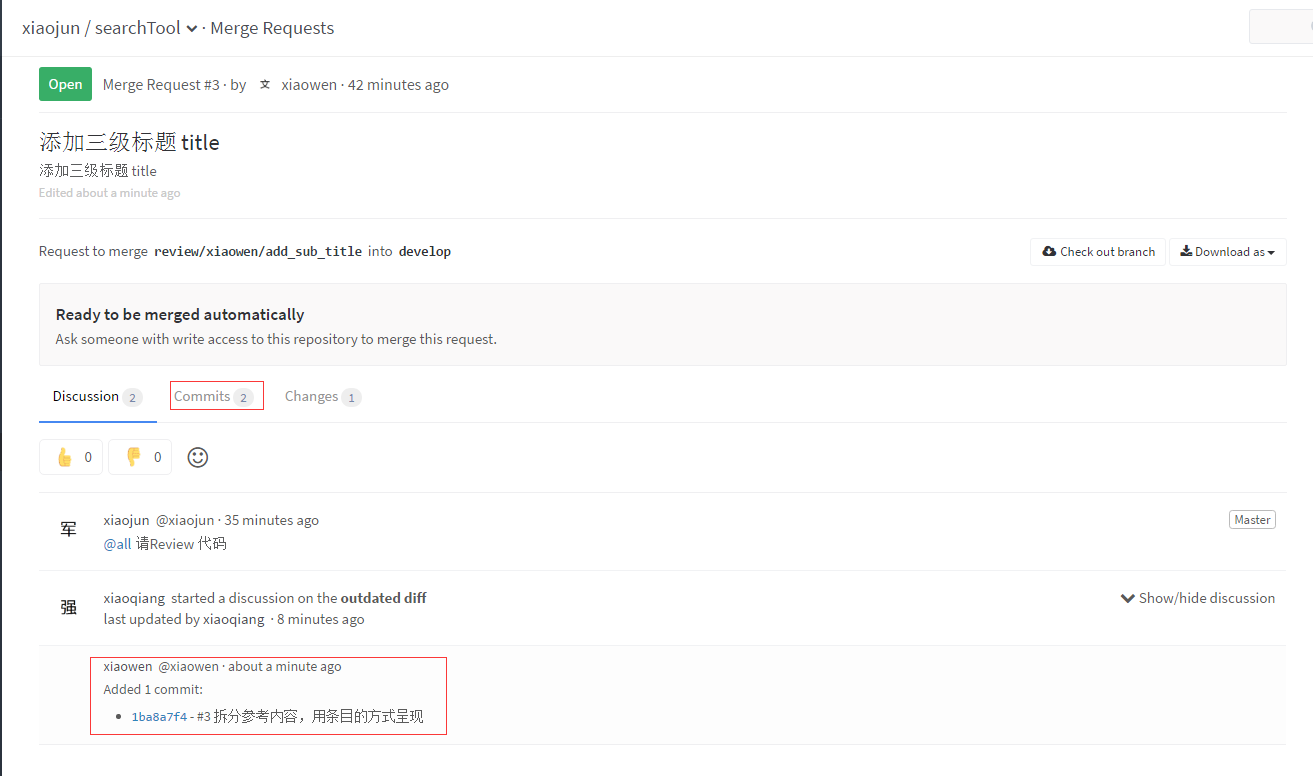 xiaojun / searchTool · Merge Requests
Open Merge Request #3 · by 文 xiaowen · 42 minutes ago
添加三级标题 title
添加三级标题 title
Edited about a minute ago
Request to merge review/xiaowen/add_sub_title into develop Check out branch Download as
Ready to be merged automatically
Ask someone with write access to this repository to merge this request.
Discussion 2 Commits 2 Changes 1
0 0
军 xiaojun @xiaojun · 35 minutes ago Master
@all 请Review 代码
强 xiaoqiang started a discussion on the outdated diff Show/hide discussion
last updated by xiaoqiang · 8 minutes ago
xiaowen @xiaowen · about a minute ago
Added 1 commit:
• 1ba8a7f4 - #3 拆分参考内容，用条目的方式呈现